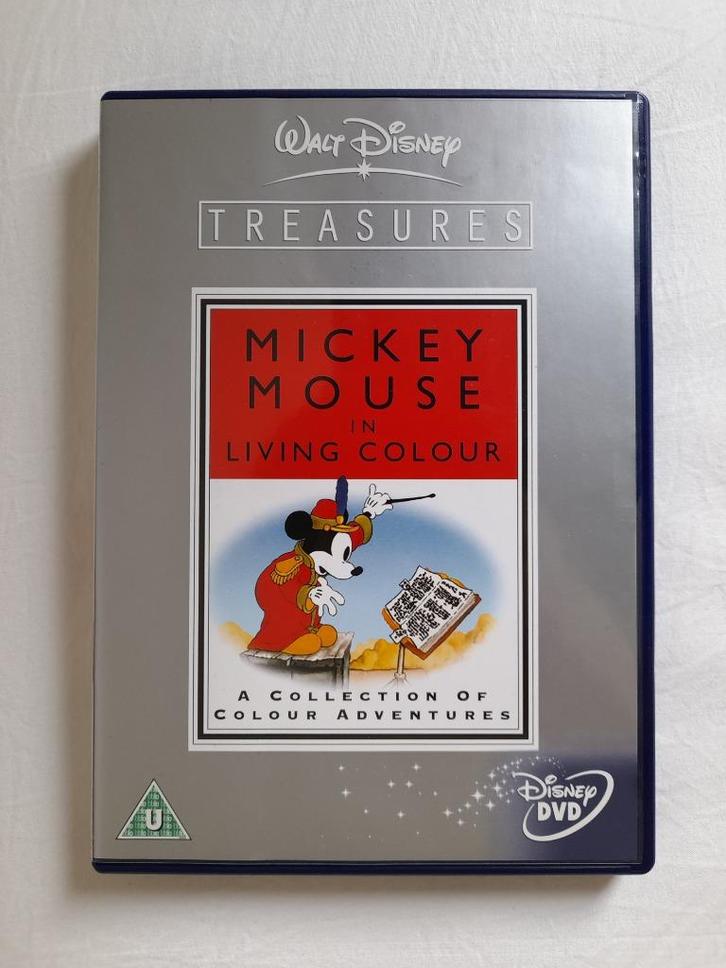 WALT DISNEY
TREASURES
MICKEY
MOUSE
IN
LIVING COLOUR
A COLLECTION OF
COLOUR ADVENTURES
U
DISNEY
DVD